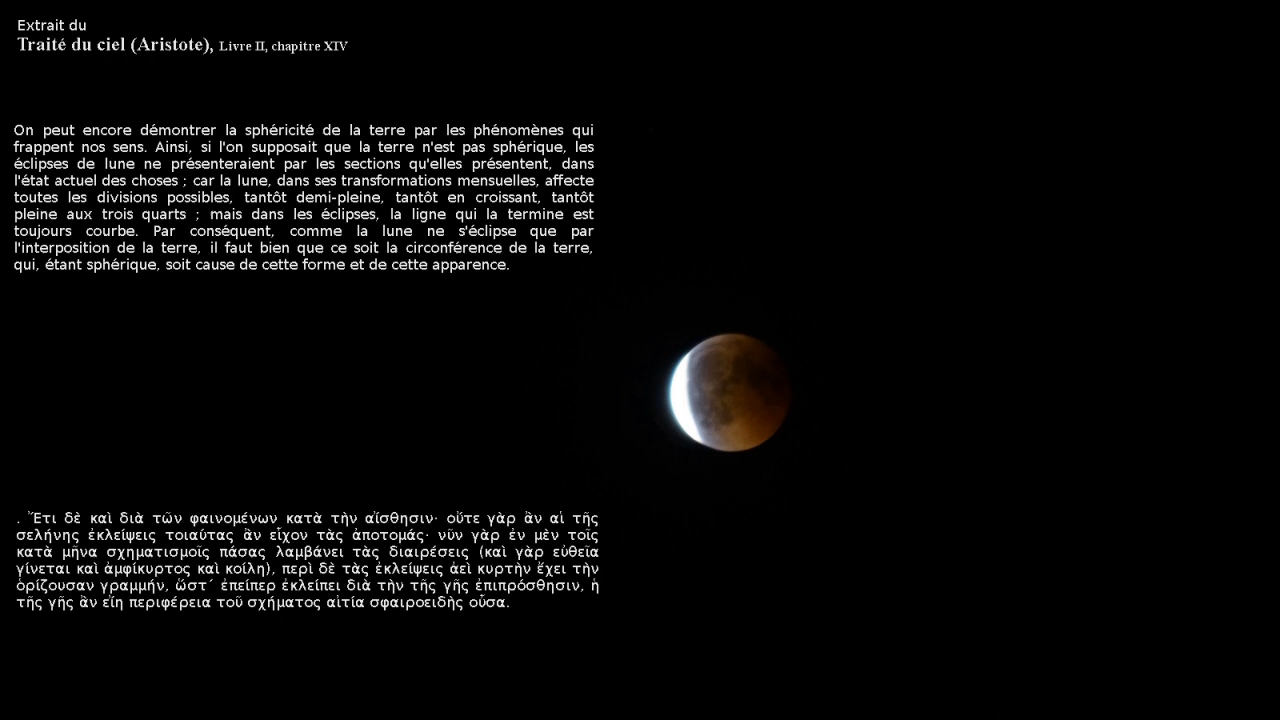 Extrait du
Traité du ciel (Aristote), Livre II, chapitre XIV
On peut encore démontrer la sphéricité de la terre par les phénomènes qui
frappent nos sens. Ainsi, si l'on supposait que la terre n'est pas sphérique, les
éclipses de lune ne présenteraient par les sections qu'elles présentent, dans
l'état actuel des choses ; car la lune, dans ses transformations mensuelles, affecte
toutes les divisions possibles, tantôt demi-pleine, tantôt en croissant, tantôt
pleine aux trois quarts ; mais dans les éclipses, la ligne qui la termine est
toujours courbe. Par conséquent, comme la lune ne s'éclipse que par
l'interposition de la terre, il faut bien que ce soit la circonférence de la terre,
qui, étant sphérique, soit cause de cette forme et de cette apparence.
. Ἔτι δὲ καὶ διὰ τῶν φαινομένων κατὰ τὴν αἴσθησιν· οὔτε γὰρ ἂν αἱ τῆς
σελήνης ἐκλείψεις τοιαύτας ἂν εἶχον τὰς ἀποτομάς· νῦν γὰρ ἐν μὲν τοῖς
κατὰ μῆνα σχηματισμοῖς πάσας λαμβάνει τὰς διαιρέσεις (καὶ γὰρ εὐθεῖα
γίνεται καὶ ἀμφίκυρτος καὶ κοίλη), περὶ δὲ τὰς ἐκλείψεις ἀεὶ κυρτὴν ἔχει τὴν
ὁρίζουσαν γραμμήν, ὥστ´ ἐπείπερ ἐκλείπει διὰ τὴν τῆς γῆς ἐπιπρόσθησιν, ἡ
τῆς γῆς ἂν εἴη περιφέρεια τοῦ σχήματος αἰτία σφαιροειδὴς οὖσα.